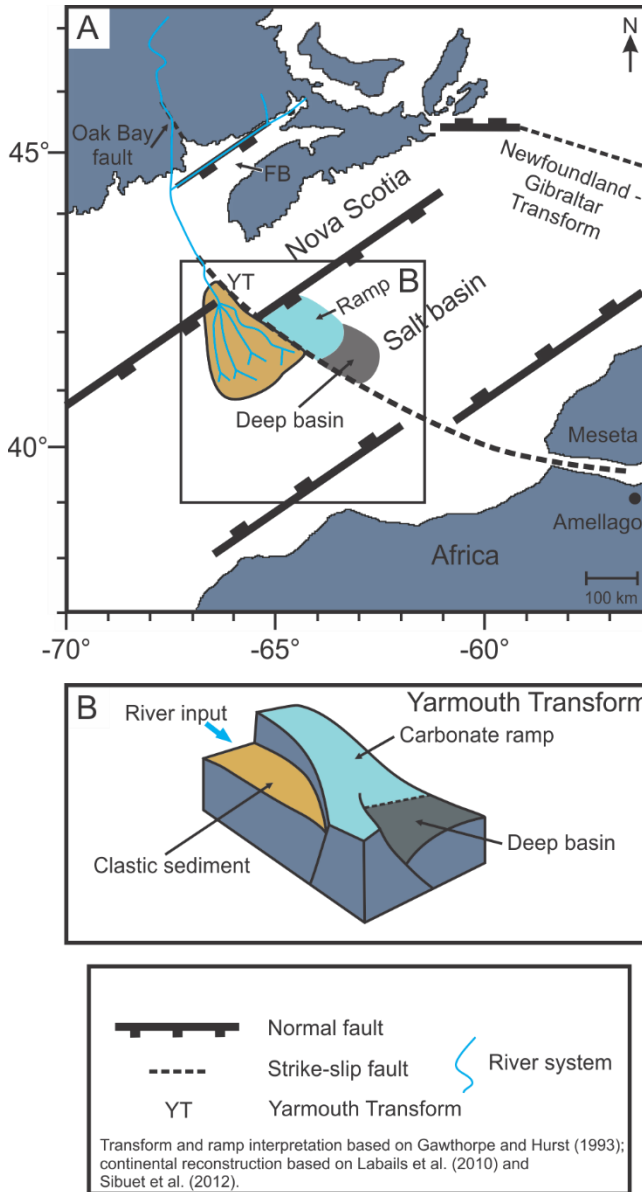 A
N
Oak Bay
fault
45°
FB
Newfoundland -
Gibraltar
Transform
Nova Scotia
YT
B
Ramp
Salt basin
Deep basin
40°
Meseta
Amellago
Africa
100 km
-70°
-65°
-60°
B
Yarmouth Transform
River input
Carbonate ramp
Deep basin
Clastic sediment
Normal fault
Strike-slip fault
River system
YT
Yarmouth Transform
Transform and ramp interpretation based on Gawthorpe and Hurst (1993);
continental reconstruction based on Labails et al. (2010) and
Sibuet et al. (2012).